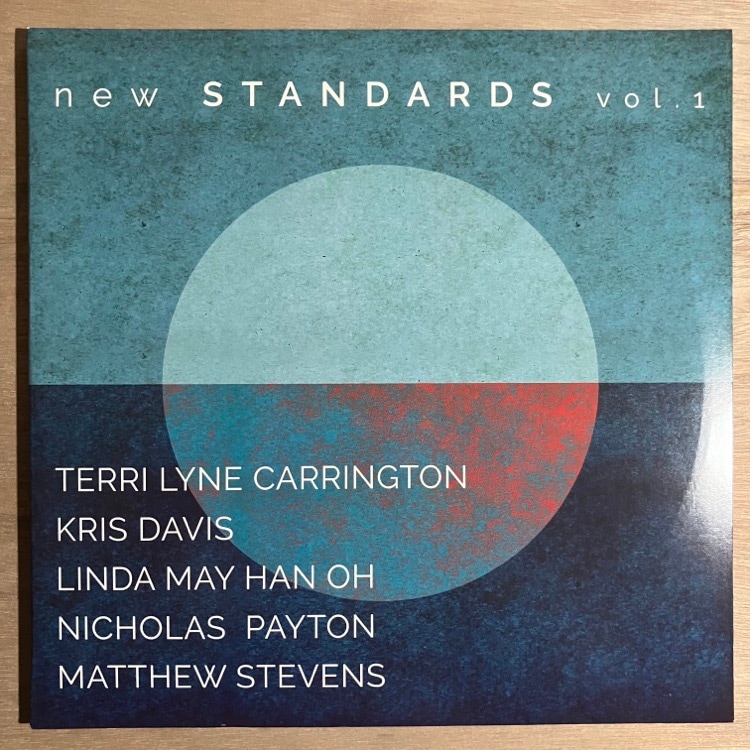 new STANDARDS vol.1
TERRI LYNE CARRINGTON
KRIS DAVIS
LINDA MAY HAN OH
NICHOLAS PAYTON
MATTHEW STEVENS